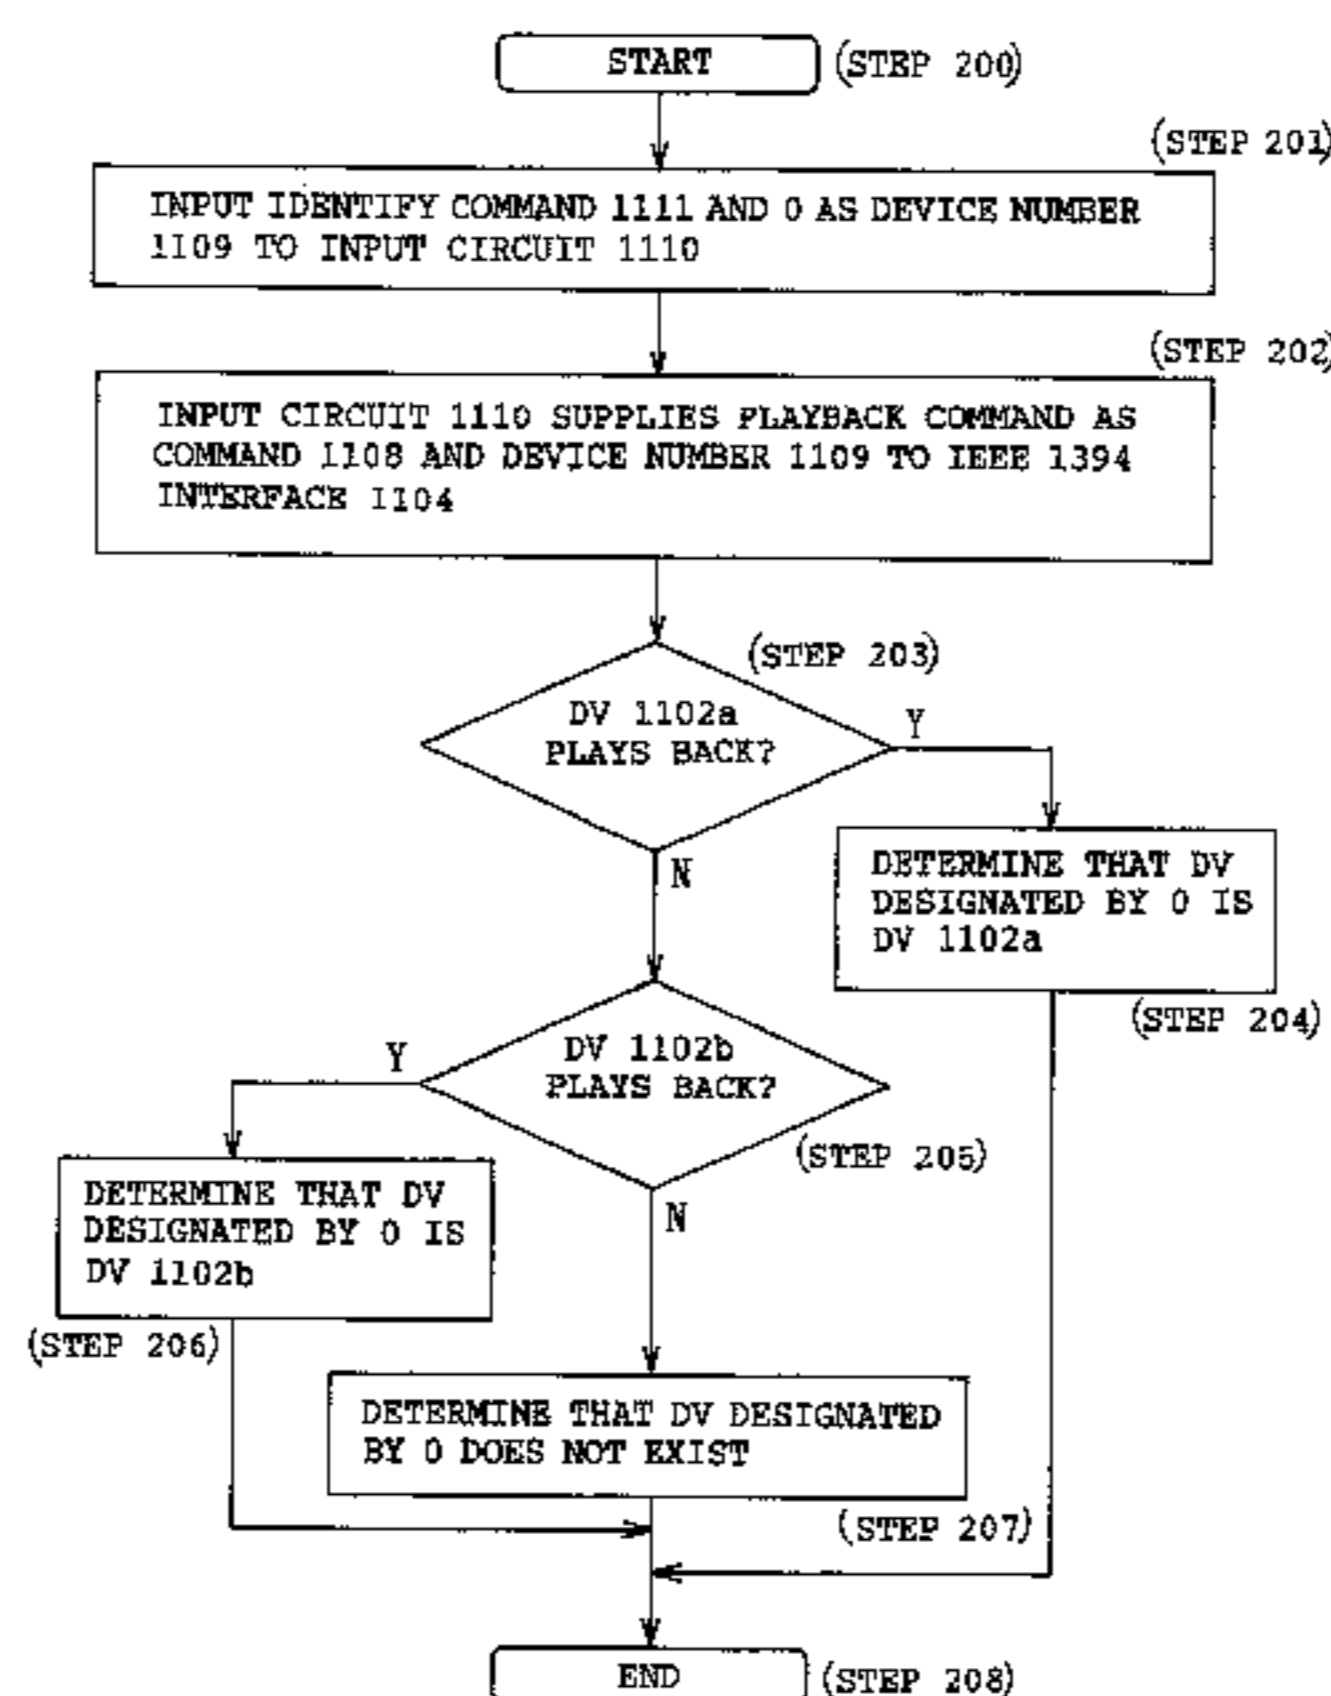 START
(STEP 200)
(STEP 201)
INPUT IDENTIFY COMMAND 1111 AND 0 AS DEVICE NUMBER
1109 TO INPUT CIRCUIT 1110
(STEP 202)
INPUT CIRCUIT 1110 SUPPLIES PLAYBACK COMMAND AS
COMMAND 1108 AND DEVICE NUMBER 1109 TO IEEE 1394
INTERFACE 1104
(STEP 203)
DV 1102a
PLAYS BACK?
Y
N
DETERMINE THAT DV
DESIGNATED BY 0 IS
DV 1102a
(STEP 204)
DV 1102b
PLAYS BACK?
Y
(STEP 205)
N
DETERMINE THAT DV
DESIGNATED BY 0 IS
DV 1102b
(STEP 206)
DETERMINE THAT DV DESIGNATED
BY 0 DOES NOT EXIST
(STEP 207)
END
(STEP 208)